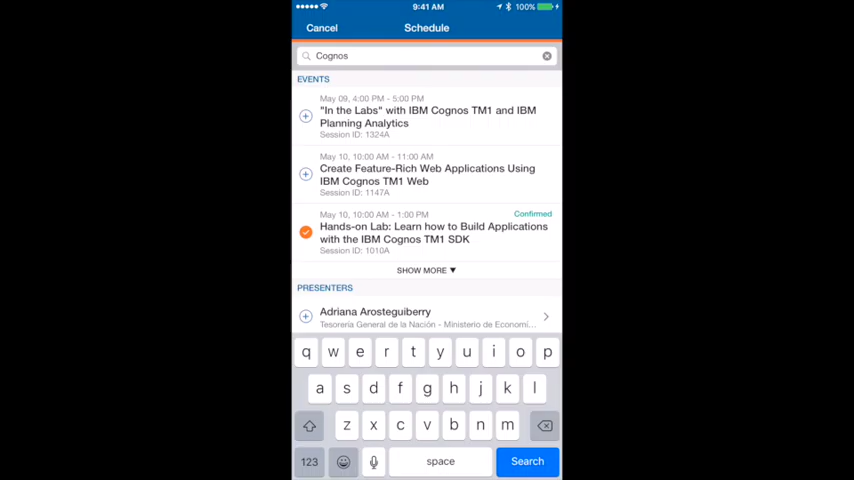 9:41 AM
100%
Cancel
Schedule
Cognos
EVENTS
May 09, 4:00 PM - 5:00 PM
"In the Labs" with IBM Cognos TM1 and IBM
Planning Analytics
Session ID: 1324A
May 10, 10:00 AM - 11:00 AM
Create Feature-Rich Web Applications Using
IBM Cognos TM1 Web
Session ID: 1147A
May 10, 10:00 AM - 1:00 PM
Confirmed
Hands-on Lab: Learn how to Build Applications
with the IBM Cognos TM1 SDK
Session ID: 1010A
SHOW MORE ▼
PRESENTERS
Adriana Arosteguiberry
Tesorería General de la Nación - Ministerio de Economí...
q w e r t y u i o p
a s d f g h j k l
z x c v b n m
123
space
Search